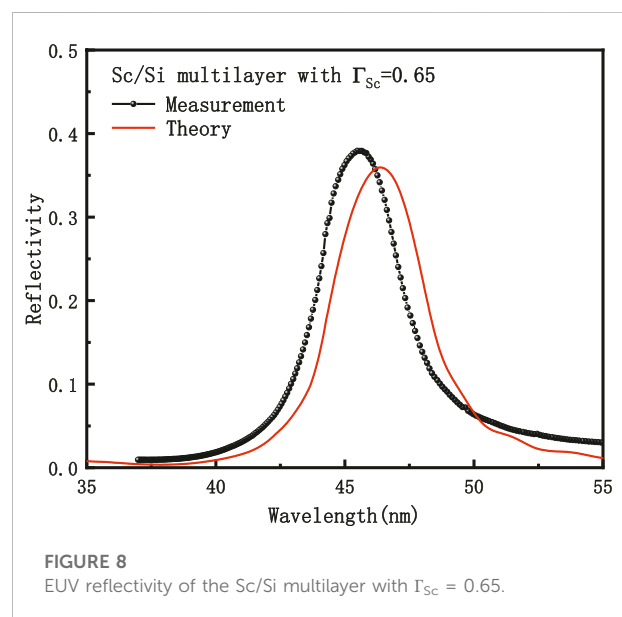 0.5
Sc/Si multilayer with ΓSc=0.65
Measurement
0.4
Theory
0.3
Reflectivity
0.2
0.1
0.0
35 40 45 50 55
Wavelength(nm)
FIGURE 8
EUV reflectivity of the Sc/Si multilayer with ΓSc = 0.65.